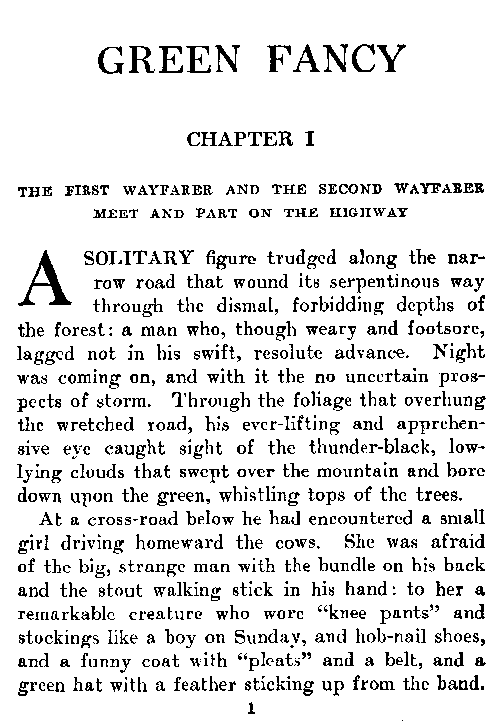 GREEN FANCY
CHAPTER I
THE FIRST WAYFARER AND THE SECOND WAYFARER
MEET AND PART ON THE HIGHWAY
A SOLITARY figure trudged along the nar-
row road that wound its serpentinous way
through the dismal, forbidding depths of
the forest: a man who, though weary and footsore,
lagged not in his swift, resolute advance. Night
was coming on, and with it the no uncertain pros-
pects of storm. Through the foliage that overhung
the wretched road, his ever-lifting and apprehen-
sive eye caught sight of the thunder-black, low-
lying clouds that swept over the mountain and bore
down upon the green, whistling tops of the trees.
At a cross-road below he had encountered a small
girl driving homeward the cows. She was afraid
of the big, strange man with the bundle on his back
and the stout walking stick in his hand: to her a
remarkable creature who wore "knee pants" and
stockings like a boy on Sunday, and hob-nail shoes,
and a funny coat with "pleats" and a belt, and a
green hat with a feather sticking up from the band.
1